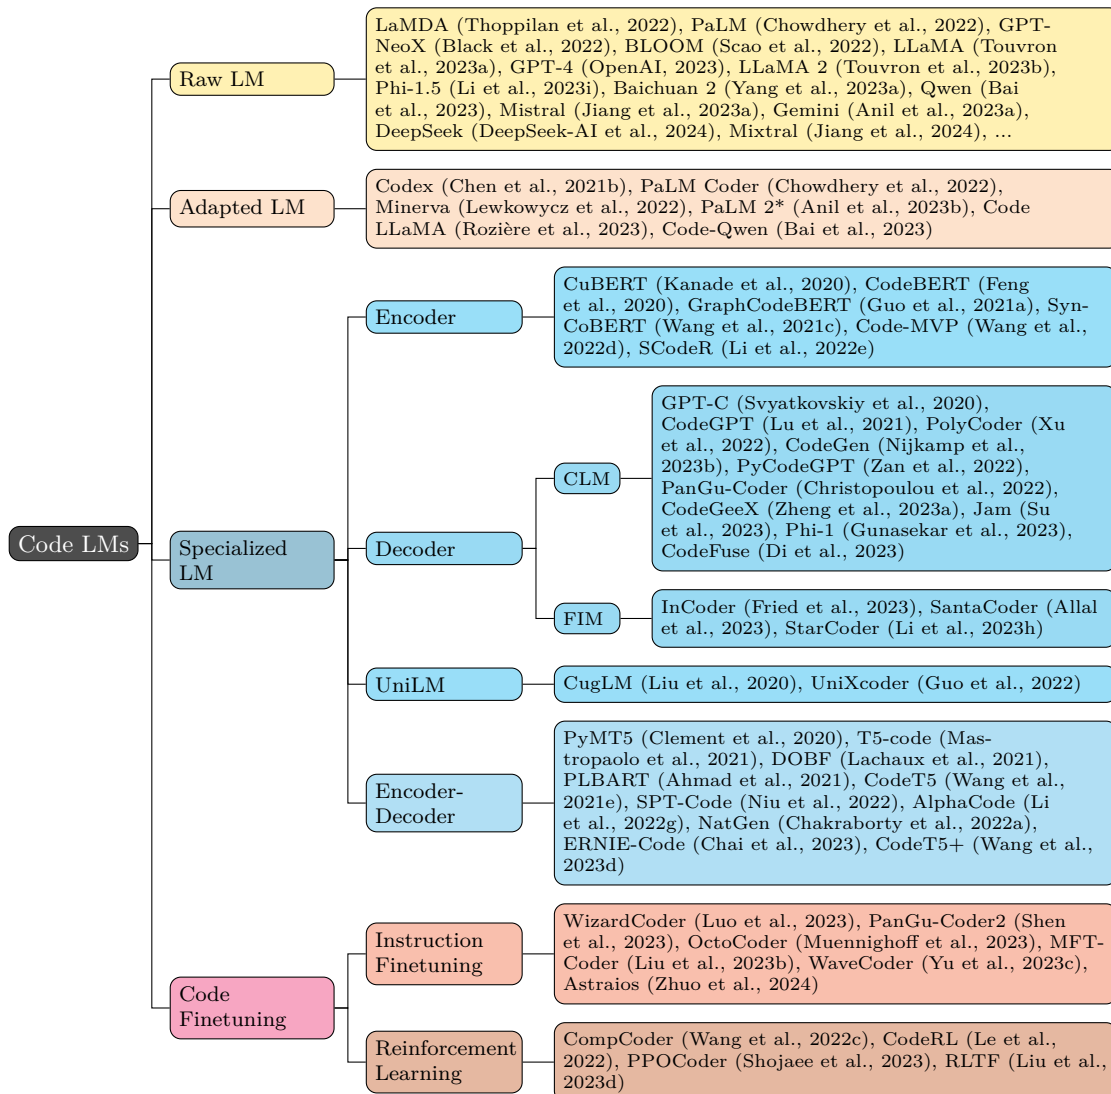 LaMDA (Thoppilan et al., 2022), PaLM (Chowdhery et al., 2022), GPT-
NeoX (Black et al., 2022), BLOOM (Scao et al., 2022), LLaMA (Touvron
et al., 2023a), GPT-4 (OpenAI, 2023), LLaMA 2 (Touvron et al., 2023b),
Phi-1.5 (Li et al., 2023i), Baichuan 2 (Yang et al., 2023a), Qwen (Bai
et al., 2023), Mistral (Jiang et al., 2023a), Gemini (Anil et al., 2023a),
DeepSeek (DeepSeek-AI et al., 2024), Mixtral (Jiang et al., 2024), ...
Raw LM
Codex (Chen et al., 2021b), PaLM Coder (Chowdhery et al., 2022),
Minerva (Lewkowycz et al., 2022), PaLM 2* (Anil et al., 2023b), Code
LLaMA (Rozière et al., 2023), Code-Qwen (Bai et al., 2023)
Adapted LM
CuBERT (Kanade et al., 2020), CodeBERT (Feng
et al., 2020), GraphCodeBERT (Guo et al., 2021a), Syn-
CoBERT (Wang et al., 2021c), Code-MVP (Wang et al.,
2022d), SCodeR (Li et al., 2022e)
Encoder
GPT-C (Svyatkovskiy et al., 2020),
CodeGPT (Lu et al., 2021), PolyCoder (Xu
et al., 2022), CodeGen (Nijkamp et al.,
2023b), PyCodeGPT (Zan et al., 2022),
PanGu-Coder (Christopoulou et al., 2022),
CodeGeeX (Zheng et al., 2023a), Jam (Su
et al., 2023), Phi-1 (Gunasekar et al., 2023),
CodeFuse (Di et al., 2023)
CLM
Code LMs
Specialized
LM
Decoder
FIM
InCoder (Fried et al., 2023), SantaCoder (Allal
et al., 2023), StarCoder (Li et al., 2023h)
UniLM
CugLM (Liu et al., 2020), UniXcoder (Guo et al., 2022)
PyMT5 (Clement et al., 2020), T5-code (Mas-
tropaolo et al., 2021), DOBF (Lachaux et al., 2021),
PLBART (Ahmad et al., 2021), CodeT5 (Wang et al.,
2021e), SPT-Code (Niu et al., 2022), AlphaCode (Li
et al., 2022g), NatGen (Chakraborty et al., 2022a),
ERNIE-Code (Chai et al., 2023), CodeT5+ (Wang et al.,
2023d)
Encoder-
Decoder
WizardCoder (Luo et al., 2023), PanGu-Coder2 (Shen
et al., 2023), OctoCoder (Muennighoff et al., 2023), MFT-
Coder (Liu et al., 2023b), WaveCoder (Yu et al., 2023c),
Astraios (Zhuo et al., 2024)
Instruction
Finetuning
Code
Finetuning
Reinforcement
Learning
CompCoder (Wang et al., 2022c), CodeRL (Le et al.,
2022), PPOCoder (Shojaee et al., 2023), RLTF (Liu et al.,
2023d)